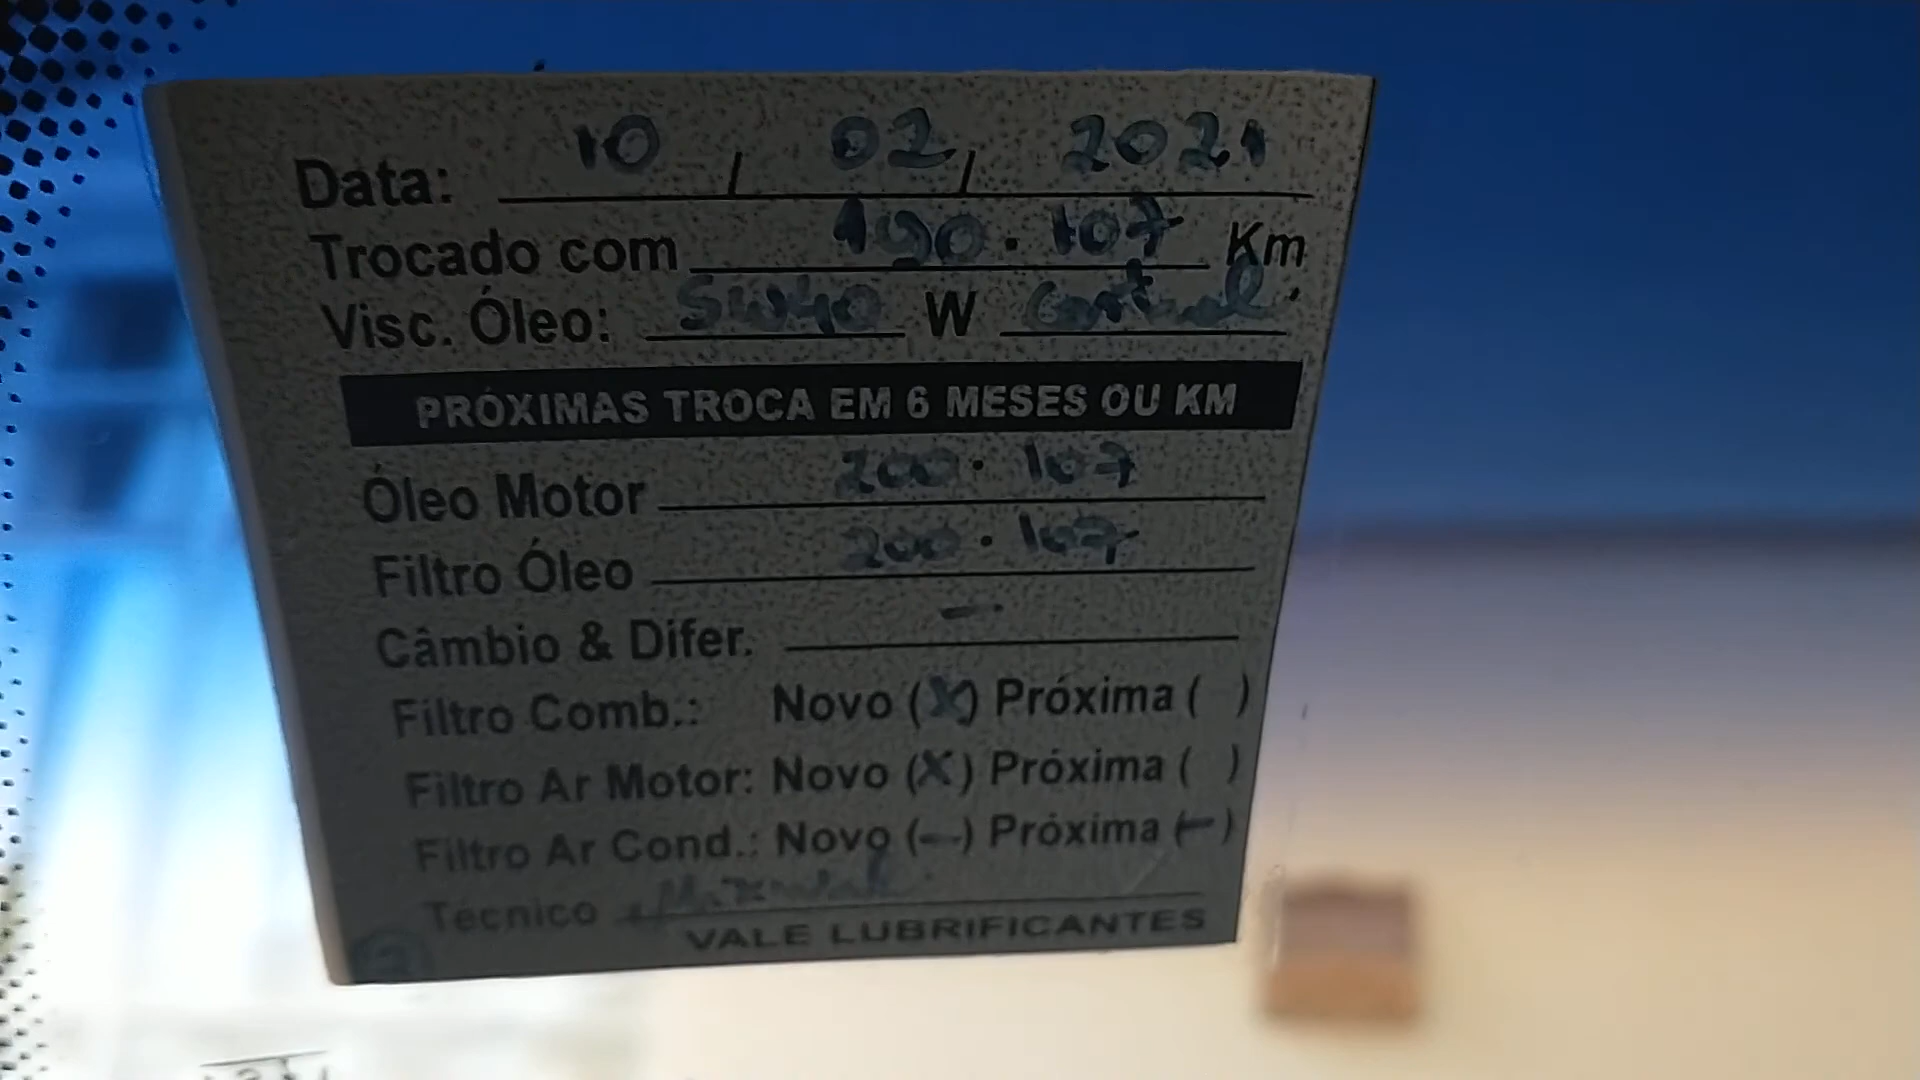 Data: 10 / 02 / 2021
Trocado com 190.107 Km
Visc. Óleo: 5W40 W
PRÓXIMAS TROCA EM 6 MESES OU KM
Óleo Motor 200.107
Filtro Óleo 200.107
Câmbio & Difer. -
Filtro Comb.: Novo (X) Próxima ( )
Filtro Ar Motor: Novo (X) Próxima ( )
Filtro Ar Cond.: Novo (-) Próxima (-)
Técnico
VALE LUBRIFICANTES